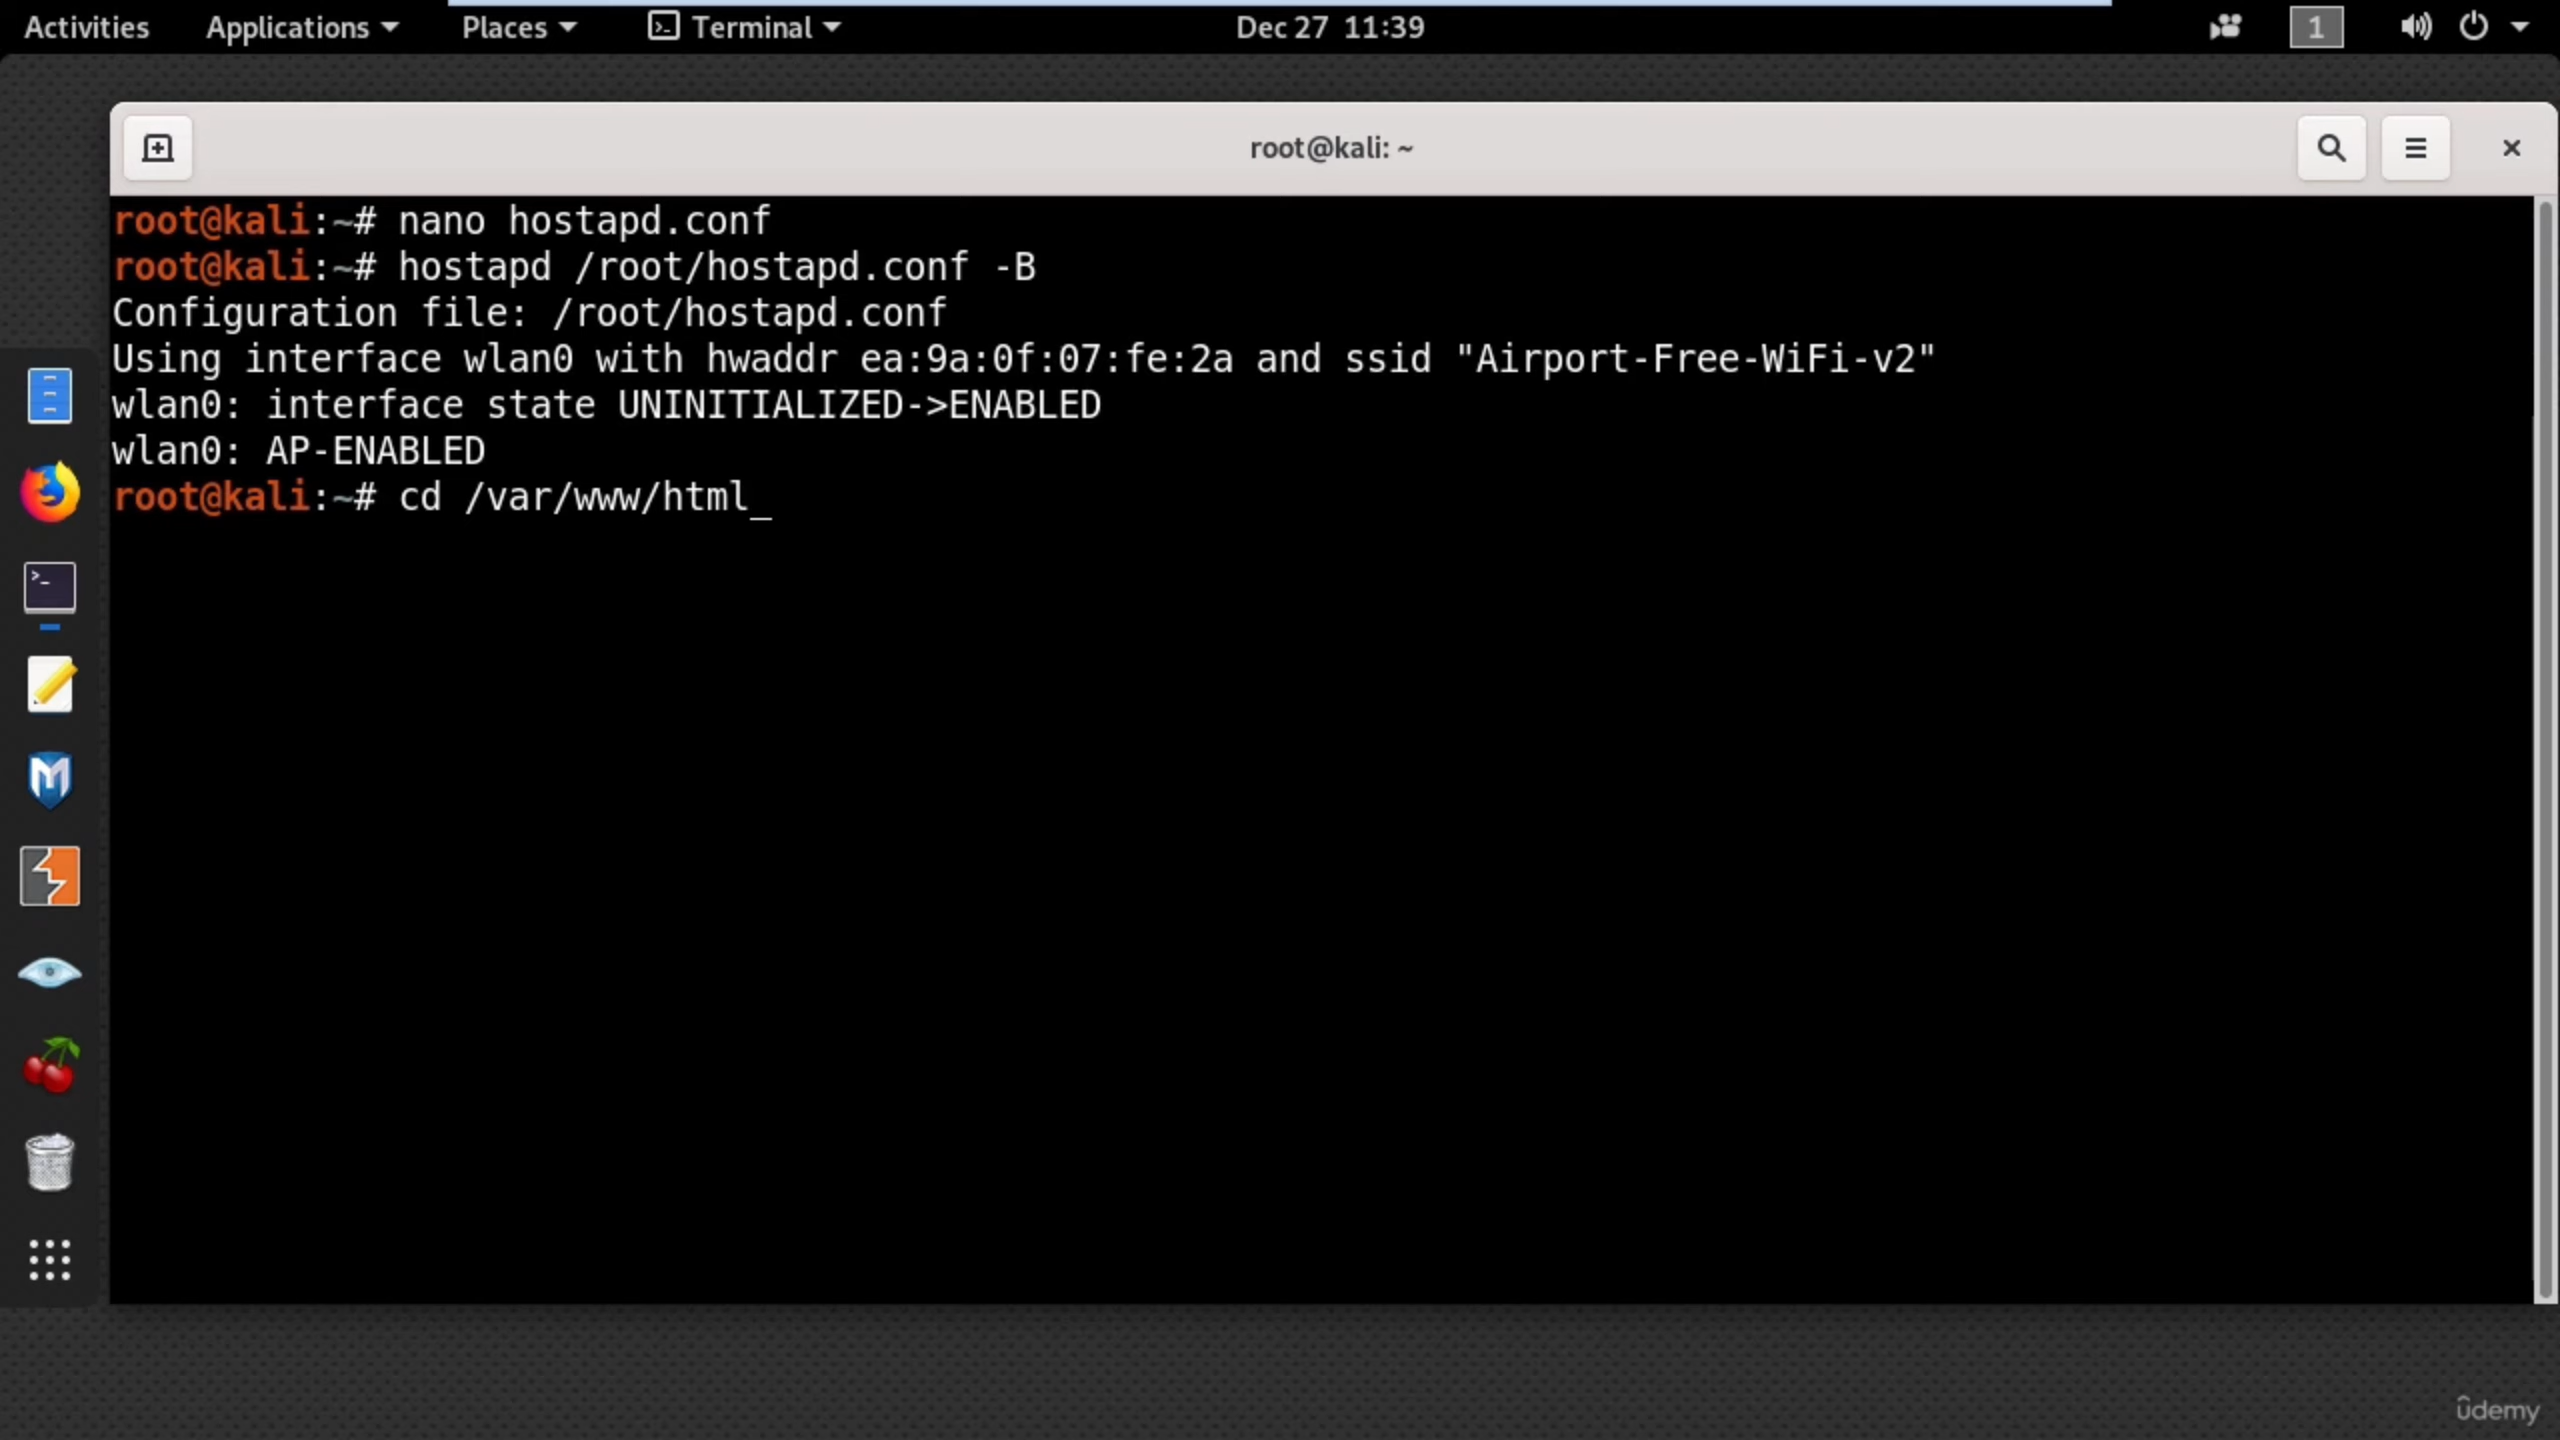 Activities Applications Places Terminal Dec 27 11:39 1
root@kali: ~
root@kali:~# nano hostapd.conf
root@kali:~# hostapd /root/hostapd.conf -B
Configuration file: /root/hostapd.conf
Using interface wlan0 with hwaddr ea:9a:0f:07:fe:2a and ssid "Airport-Free-WiFi-v2"
wlan0: interface state UNINITIALIZED->ENABLED
wlan0: AP-ENABLED
root@kali:~# cd /var/www/html_
ûdemy